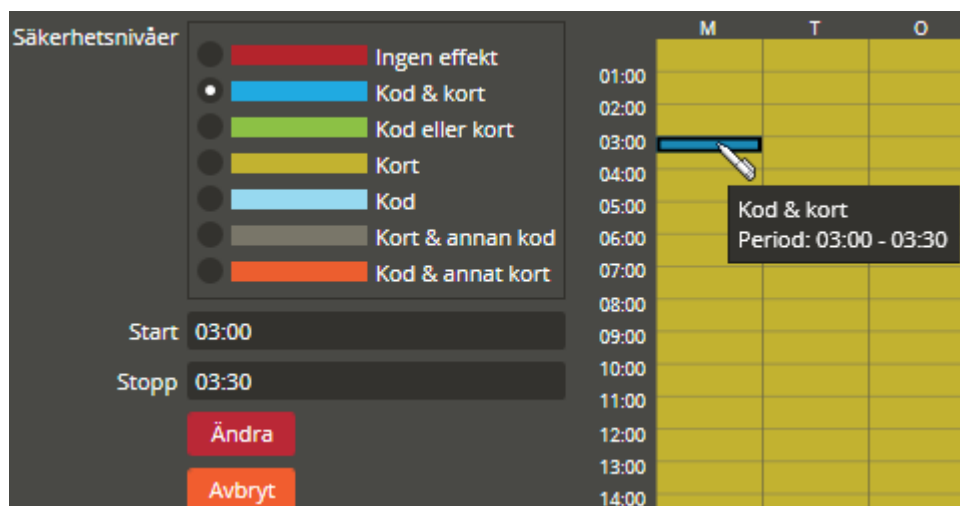 Säkerhetsnivåer
Ingen effekt
Kod & kort
Kod eller kort
Kort
Kod
Kort & annan kod
Kod & annat kort
Start 03:00
Stopp 03:30
Ändra
Avbryt
M T O
01:00
02:00
03:00
04:00
05:00
06:00
07:00
08:00
09:00
10:00
11:00
12:00
13:00
14:00
Kod & kort
Period: 03:00 - 03:30